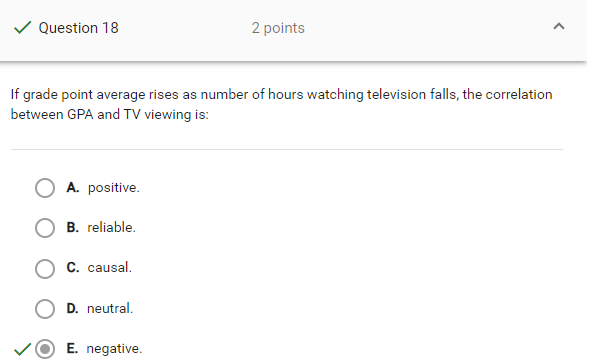 Question 18 2 points
If grade point average rises as number of hours watching television falls, the correlation
between GPA and TV viewing is:
A. positive.
B. reliable.
C. causal.
D. neutral.
E. negative.